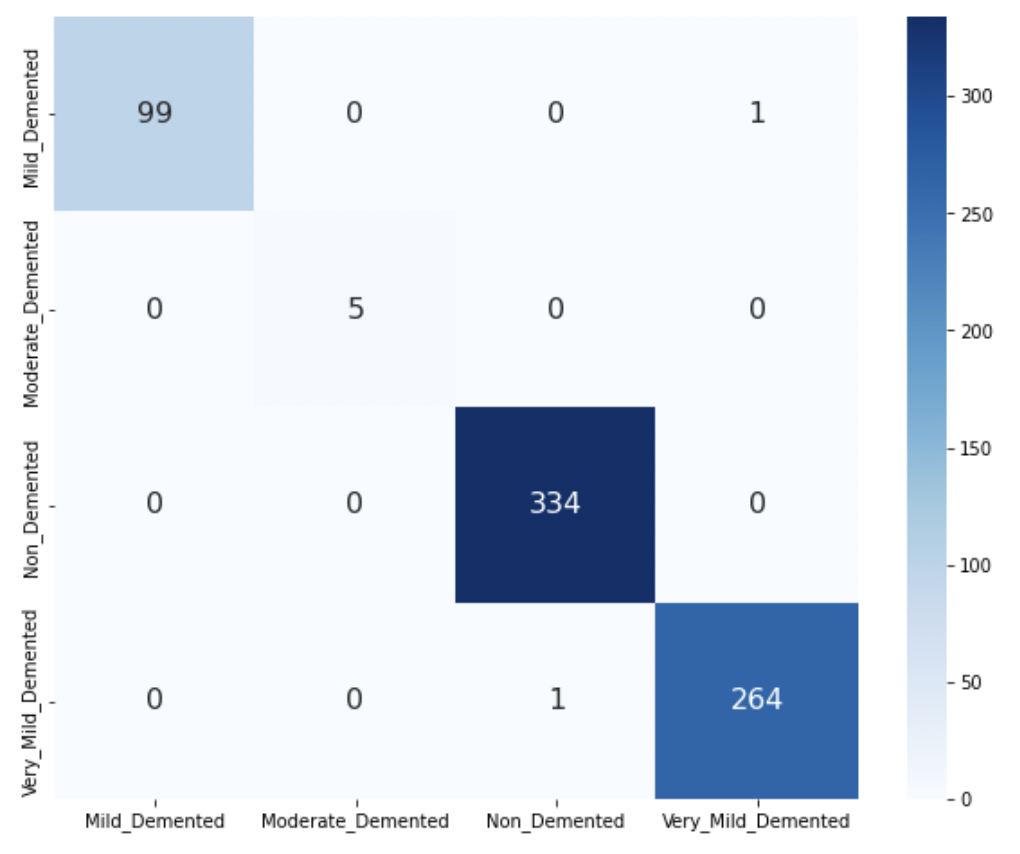 Mild_Demented
99 0 0 1
Moderate_Demented
0 5 0 0
Non_Demented
0 0 334 0
Very_Mild_Demented
0 0 1 264
Mild_Demented Moderate_Demented Non_Demented Very_Mild_Demented
300
250
200
150
100
50
0